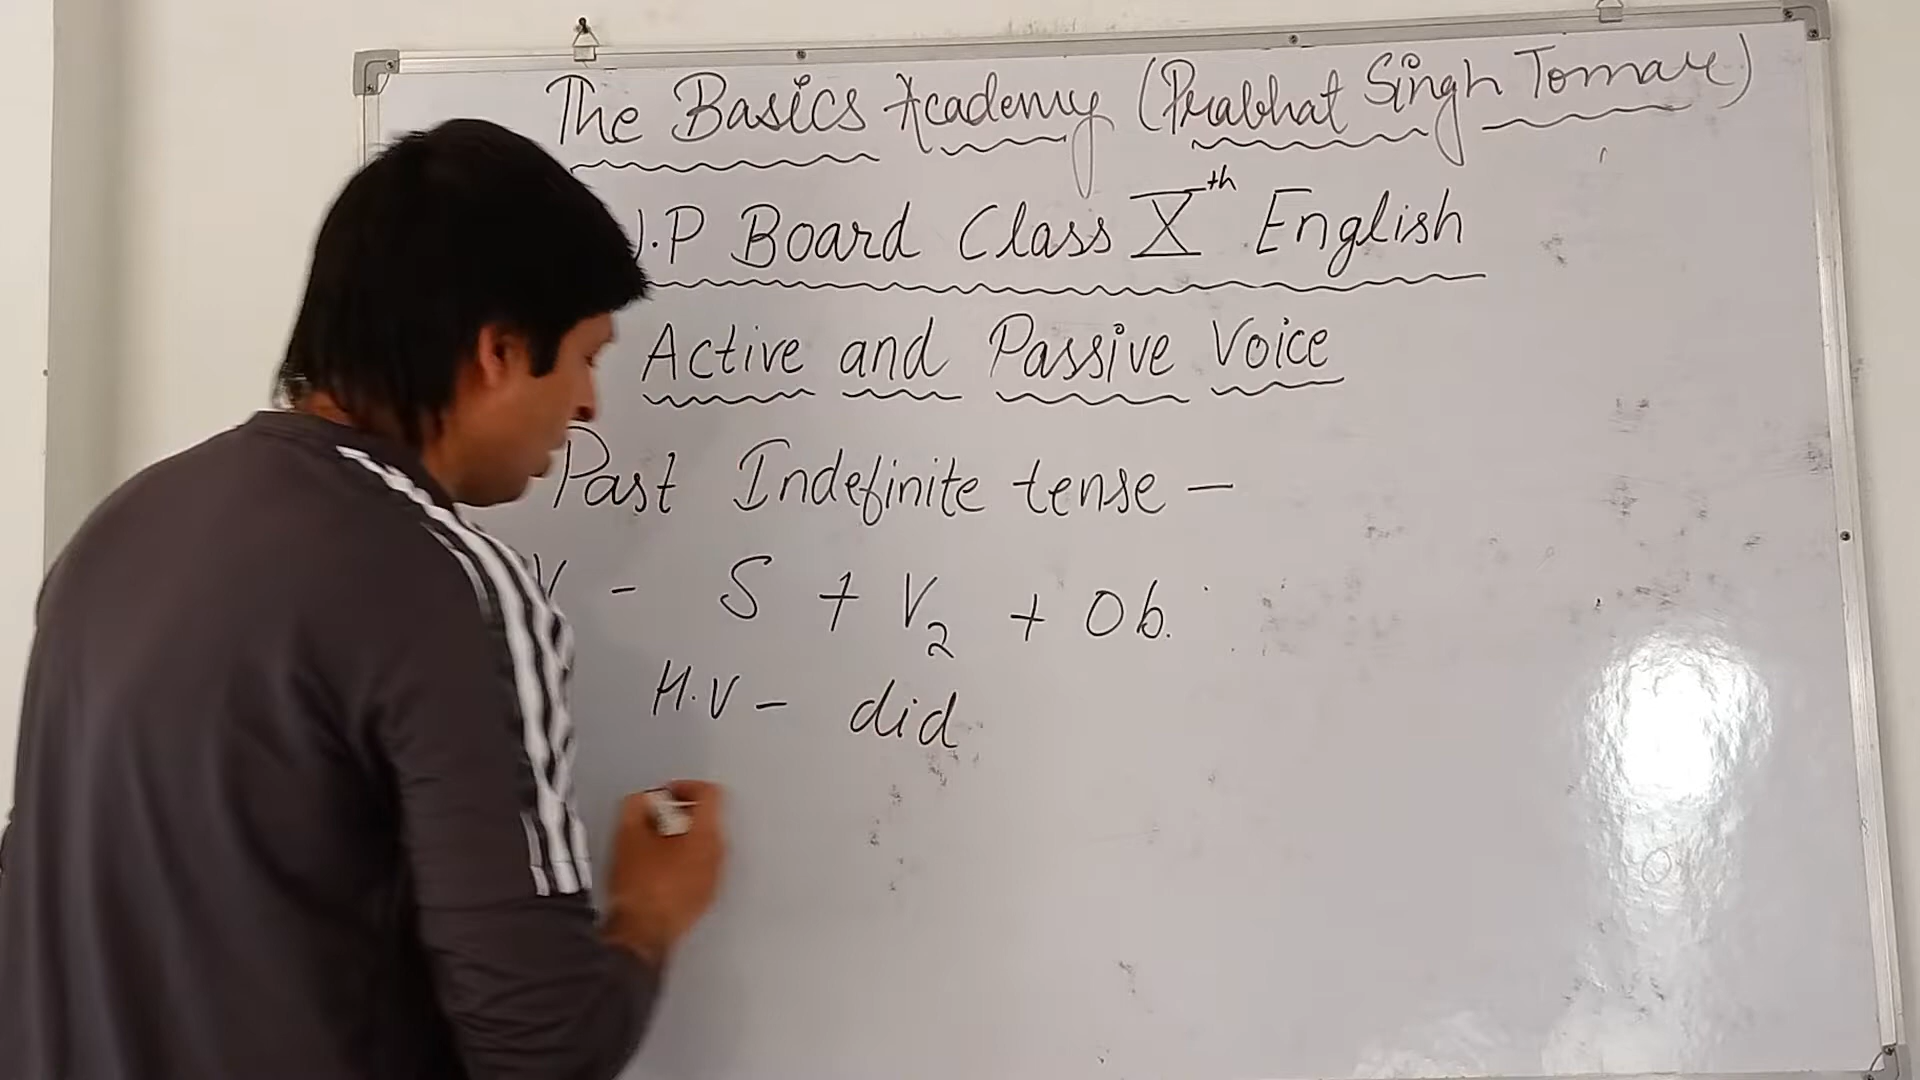 The Basics Academy (Prabhat Singh Tomar)
.P Board Class Xth English
Active and Passive Voice
Past Indefinite tense –
V - S + V2 + Ob.
H.V – did